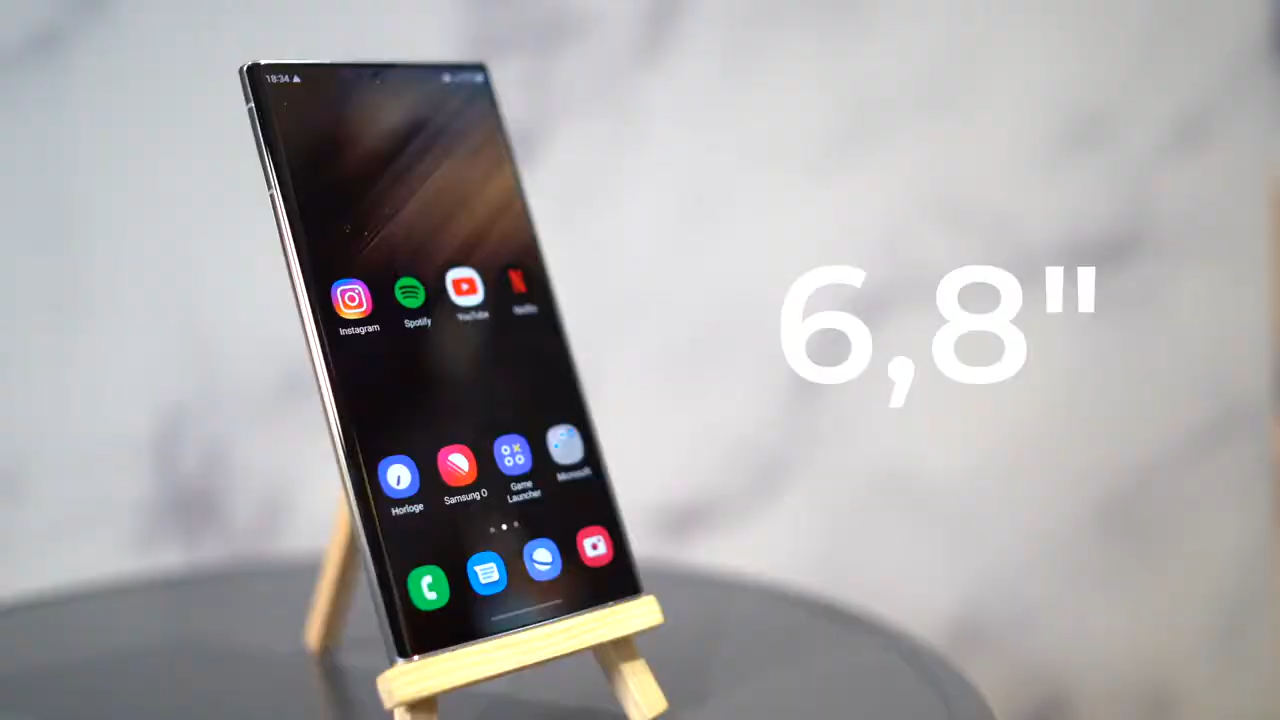 18:34
6,8"
Instagram
Spotify
YouTube
Netflix
Horloge
Samsung O
Game
Launcher
Microsoft